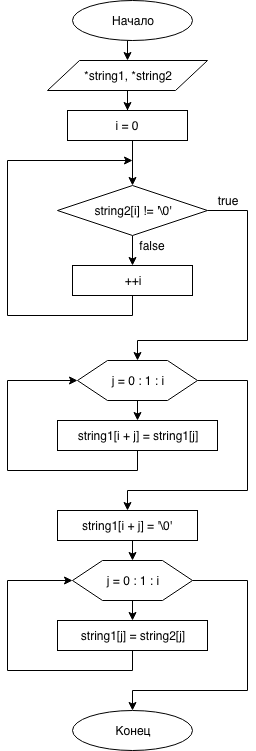 Начало
*string1, *string2
i = 0
string2[i] != '\0'
true
false
++i
j = 0 : 1 : i
string1[i + j] = string1[j]
string1[i + j] = '\0'
j = 0 : 1 : i
string1[j] = string2[j]
Конец